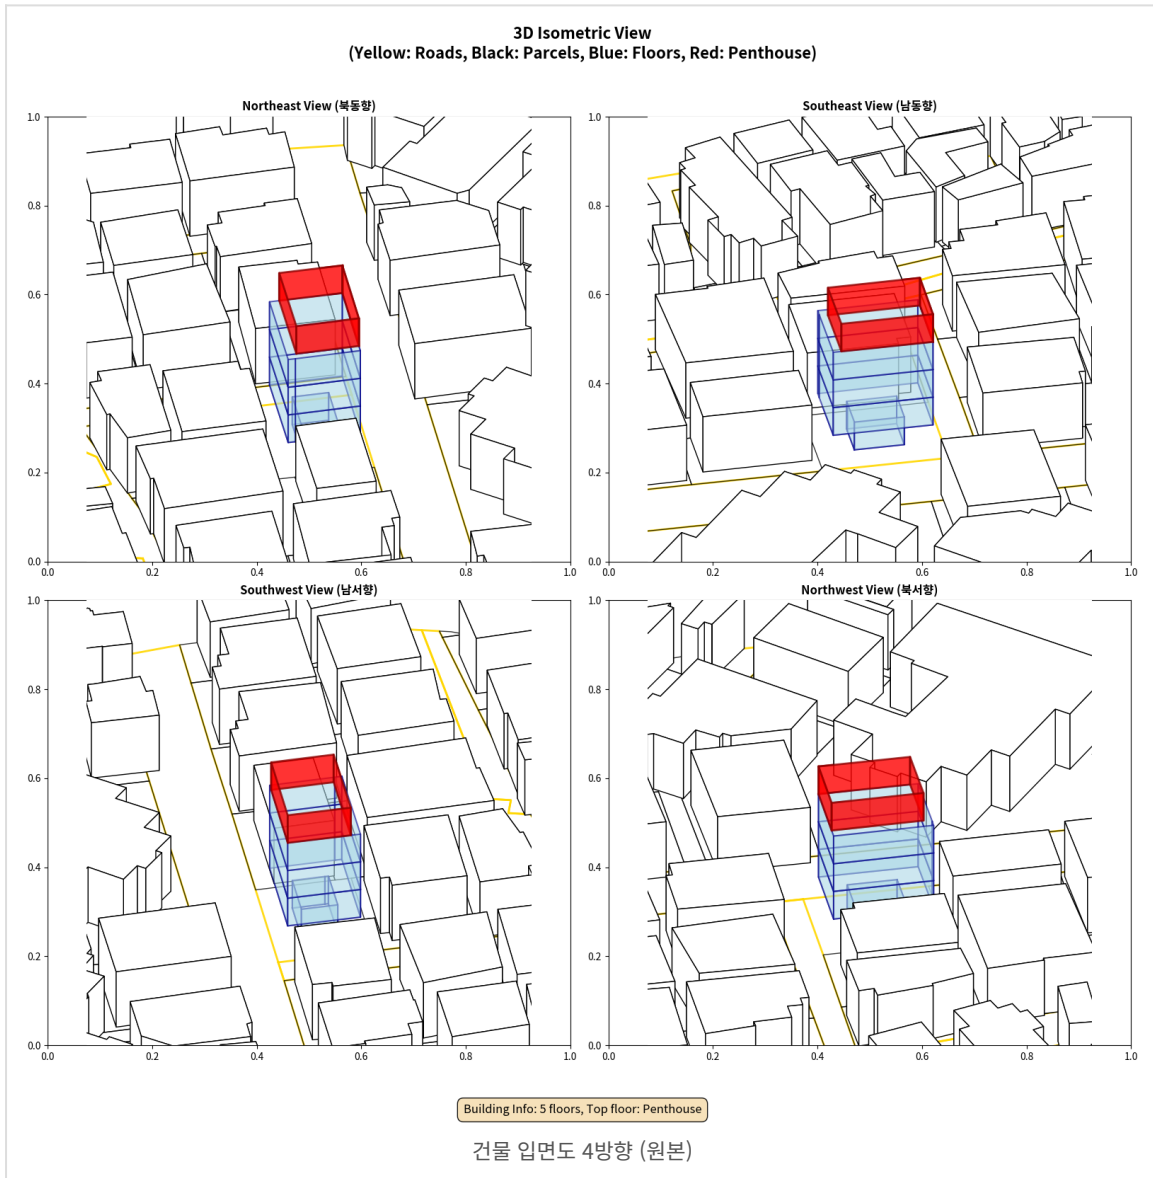 3D Isometric View
(Yellow: Roads, Black: Parcels, Blue: Floors, Red: Penthouse)
Northeast View (북동향)
1.0
0.8
0.6
0.4
0.2
0.0
0.0 0.2 0.4 0.6 0.8 1.0
Southeast View (남동향)
1.0
0.8
0.6
0.4
0.2
0.0
0.0 0.2 0.4 0.6 0.8 1.0
Southwest View (남서향)
1.0
0.8
0.6
0.4
0.2
0.0
0.0 0.2 0.4 0.6 0.8 1.0
Northwest View (북서향)
1.0
0.8
0.6
0.4
0.2
0.0
0.0 0.2 0.4 0.6 0.8 1.0
Building Info: 5 floors, Top floor: Penthouse
건물 입면도 4방향 (원본)